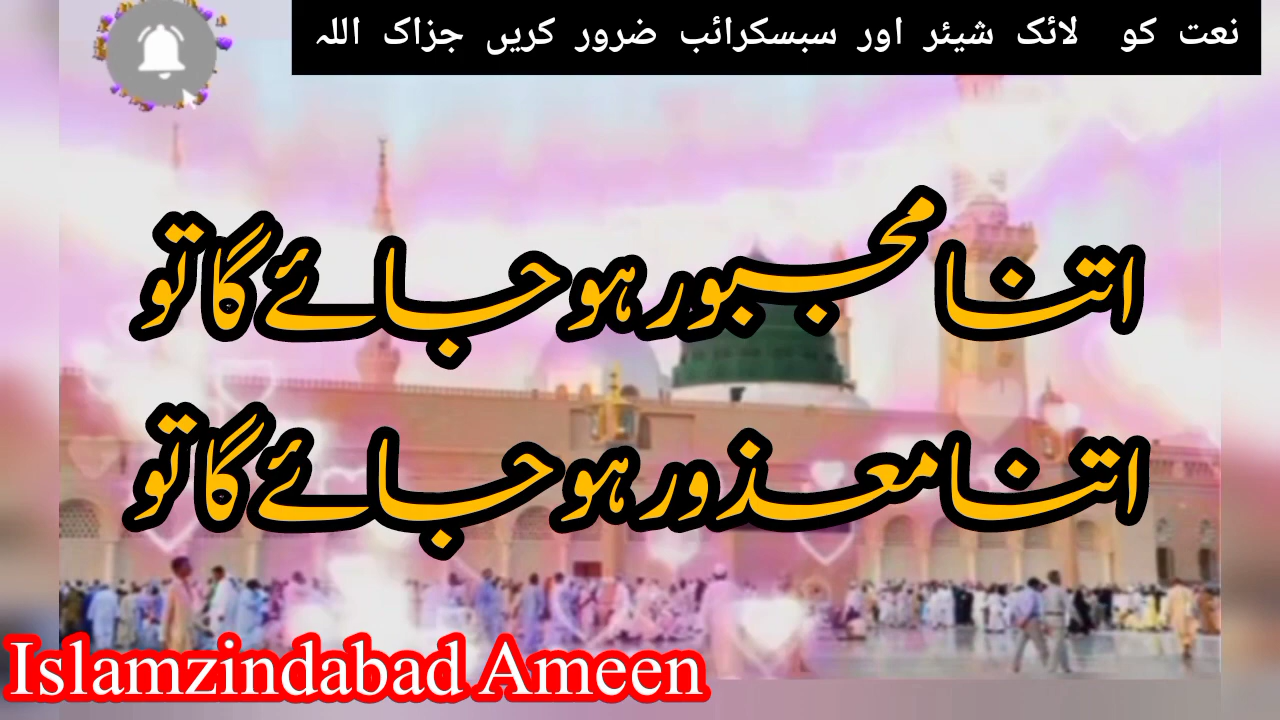 نعت کو لائک شیئر اور سبسکرائب ضرور کریں جزاک اللہ
اتنا مجبور ہو جائے گا تو
اتنا معذور ہو جائے گا تو
Islamzindabad Ameen